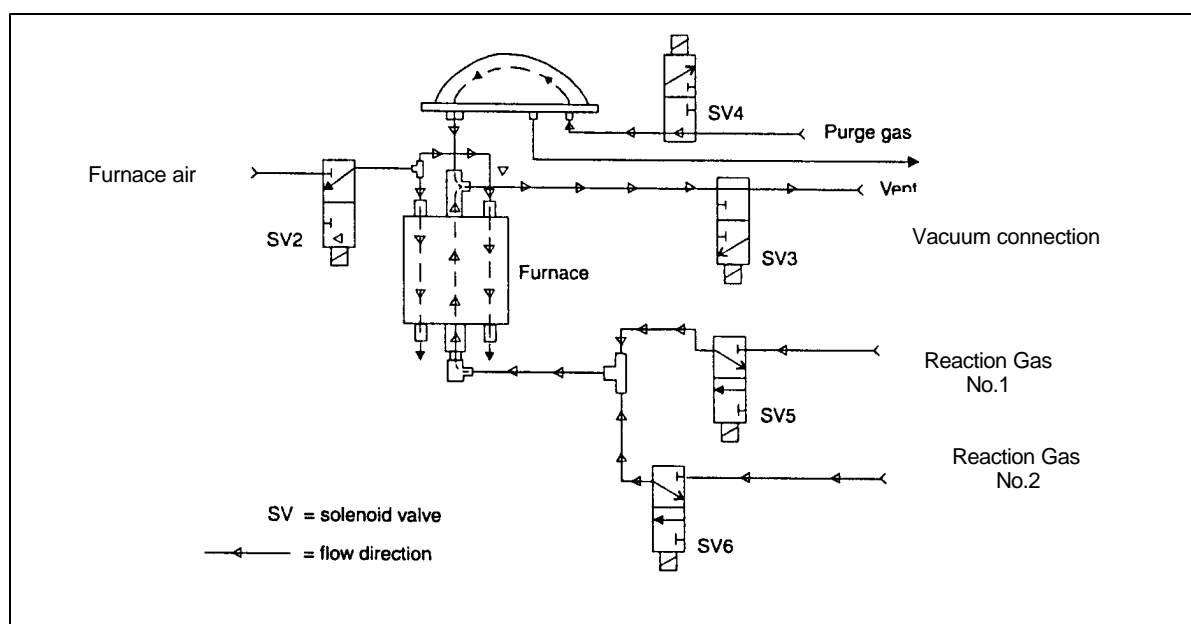 SV4
Purge gas
Furnace air
Vent
SV2
SV3
Vacuum connection
Furnace
Reaction Gas
No.1
SV5
Reaction Gas
No.2
SV = solenoid valve
SV6
= flow direction